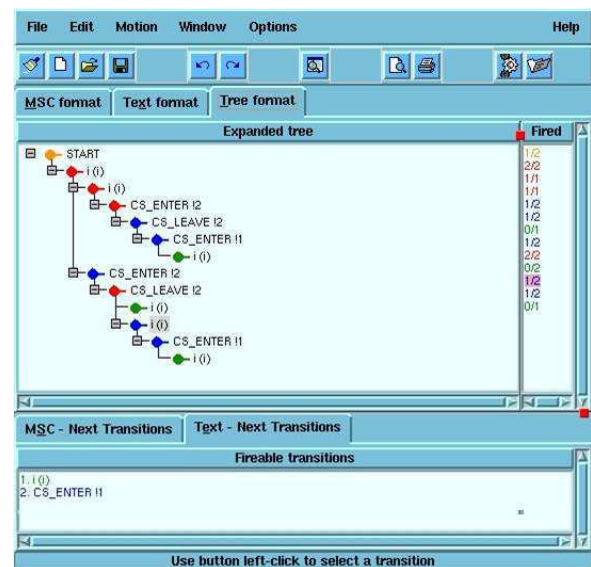 File Edit Motion Window Options Help
MSC format Text format Tree format
Expanded tree Fired
START 1/2
i (i) 2/2
i (i) 1/1
CS_ENTER !2 1/1
CS_LEAVE !2 1/2
CS_ENTER !1 1/2
i (i) 0/1
CS_ENTER !2 1/2
CS_LEAVE !2 2/2
i (i) 0/2
i (i) 1/2
CS_ENTER !1 1/2
i (i) 0/1
MSC - Next Transitions Text - Next Transitions
Fireable transitions
1. i (i)
2. CS_ENTER !1
Use button left-click to select a transition